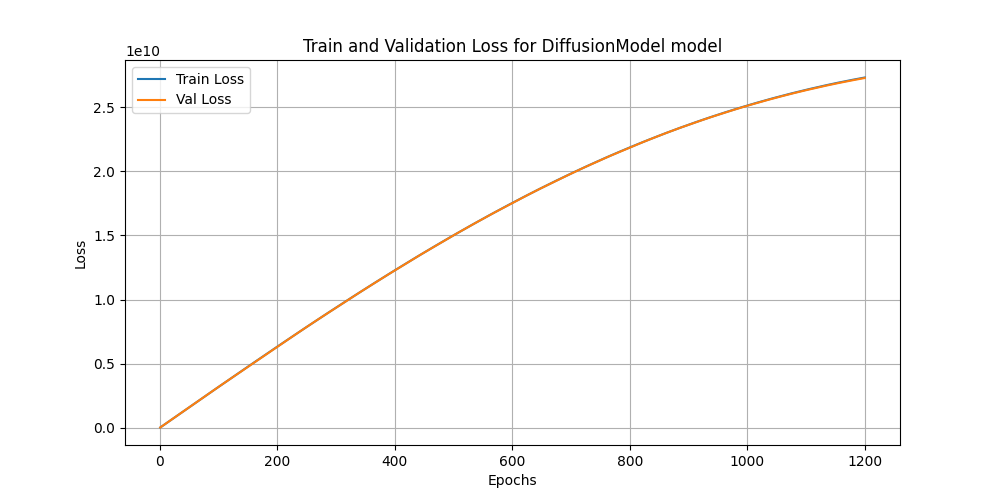 Train and Validation Loss for DiffusionModel model
1e10
Train Loss
Val Loss
2.5
2.0
1.5
1.0
0.5
0.0
Loss
0 200 400 600 800 1000 1200
Epochs